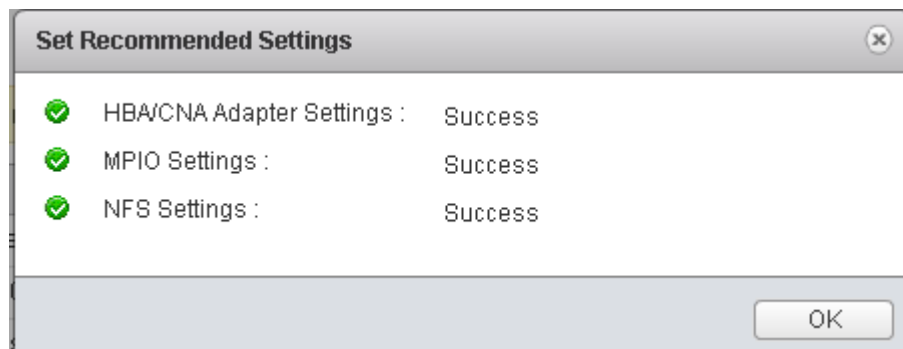 Set Recommended Settings
HBA/CNA Adapter Settings : Success
MPIO Settings : Success
NFS Settings : Success
OK